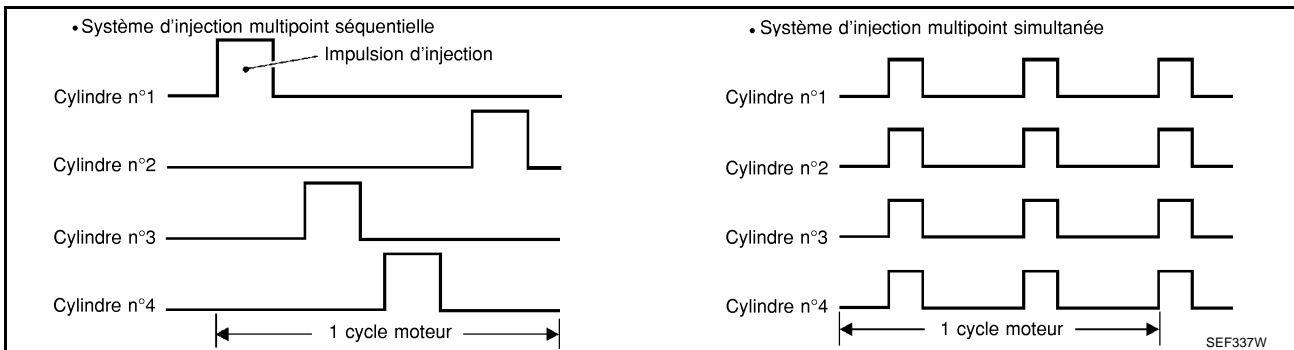 • Système d'injection multipoint séquentielle
Impulsion d'injection
Cylindre n°1
Cylindre n°2
Cylindre n°3
Cylindre n°4
1 cycle moteur
• Système d'injection multipoint simultanée
Cylindre n°1
Cylindre n°2
Cylindre n°3
Cylindre n°4
1 cycle moteur
SEF337W